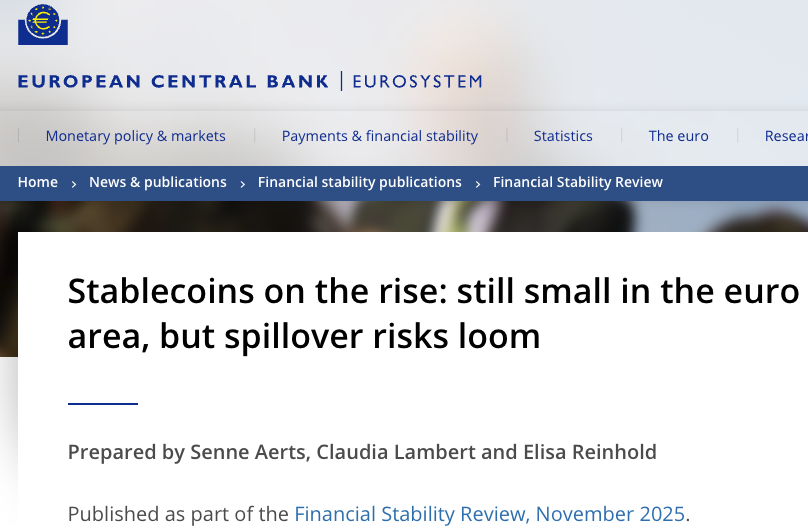 EUROPEAN CENTRAL BANK | EUROSYSTEM
Monetary policy & markets Payments & financial stability Statistics The euro Resear
Home › News & publications › Financial stability publications › Financial Stability Review
Stablecoins on the rise: still small in the euro
area, but spillover risks loom
Prepared by Senne Aerts, Claudia Lambert and Elisa Reinhold
Published as part of the Financial Stability Review, November 2025.